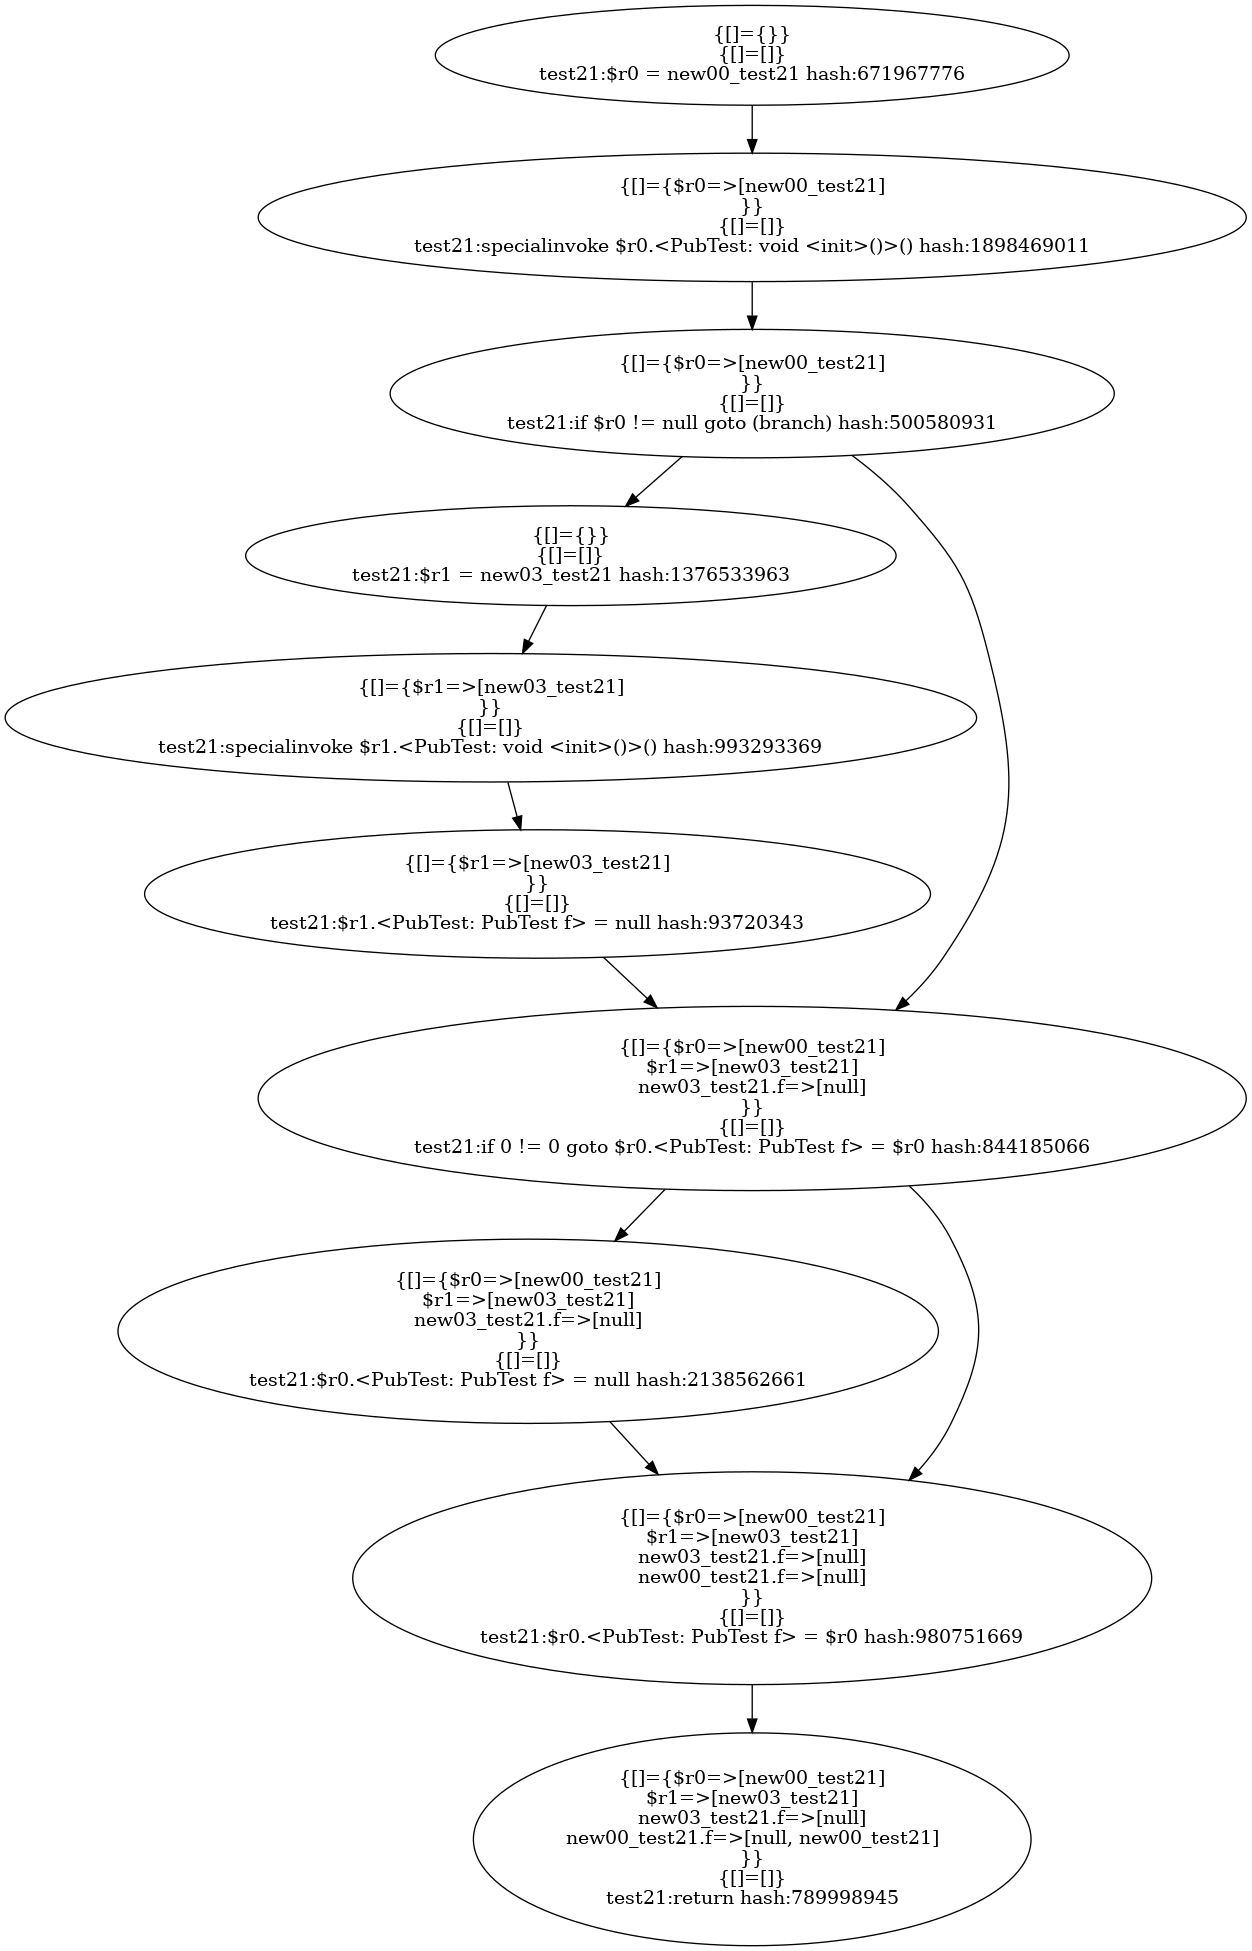 {[]={}}
{[]=[]}
test21:$r0 = new00_test21 hash:671967776
{[]={$r0=>[new00_test21]
}}
{[]=[]}
test21:specialinvoke $r0.<PubTest: void <init>()>() hash:1898469011
{[]={$r0=>[new00_test21]
}}
{[]=[]}
test21:if $r0 != null goto (branch) hash:500580931
{[]={}}
{[]=[]}
test21:$r1 = new03_test21 hash:1376533963
{[]={$r1=>[new03_test21]
}}
{[]=[]}
test21:specialinvoke $r1.<PubTest: void <init>()>() hash:993293369
{[]={$r1=>[new03_test21]
}}
{[]=[]}
test21:$r1.<PubTest: PubTest f> = null hash:93720343
{[]={$r0=>[new00_test21]
$r1=>[new03_test21]
new03_test21.f=>[null]
}}
{[]=[]}
test21:if 0 != 0 goto $r0.<PubTest: PubTest f> = $r0 hash:844185066
{[]={$r0=>[new00_test21]
$r1=>[new03_test21]
new03_test21.f=>[null]
}}
{[]=[]}
test21:$r0.<PubTest: PubTest f> = null hash:2138562661
{[]={$r0=>[new00_test21]
$r1=>[new03_test21]
new03_test21.f=>[null]
new00_test21.f=>[null]
}}
{[]=[]}
test21:$r0.<PubTest: PubTest f> = $r0 hash:980751669
{[]={$r0=>[new00_test21]
$r1=>[new03_test21]
new03_test21.f=>[null]
new00_test21.f=>[null, new00_test21]
}}
{[]=[]}
test21:return hash:789998945